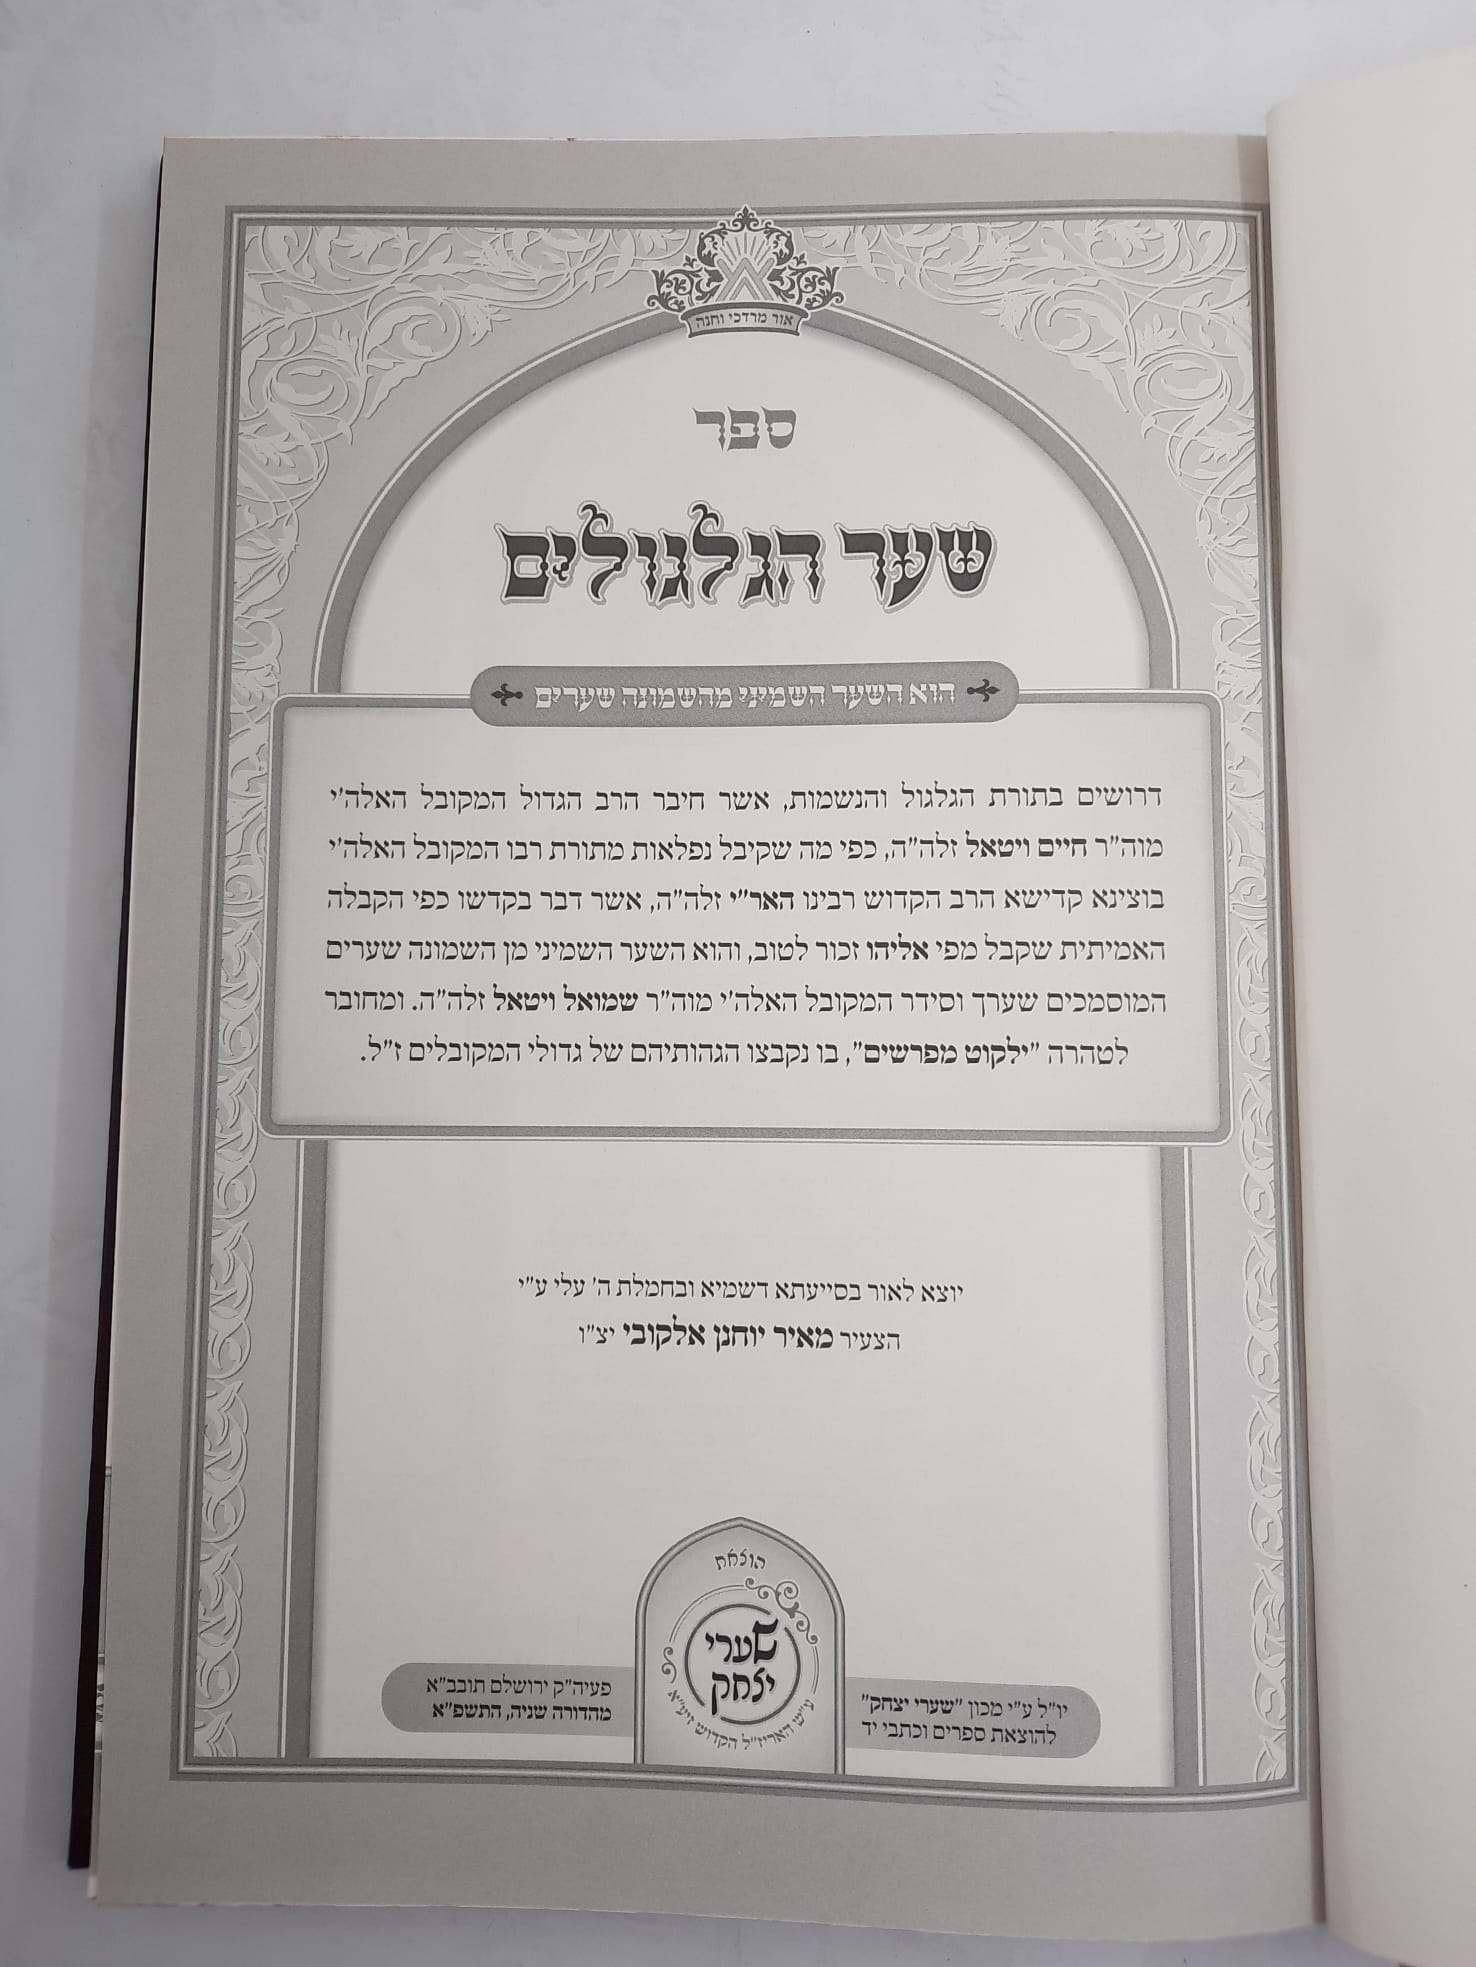 אור מרדכי וחנה
ספר
שער הגלגולים
הוא השער השמיני מהשמונה שערים
דרושים בתורת הגלגול והנשמות, אשר חיבר הרב הגדול המקובל האלה'י
מוה"ר חיים ויטאל זלה"ה, כפי מה שקיבל נפלאות מתורת רבו המקובל האלה'י
בוצינא קדישא הרב הקדוש רבינו האר"י זלה"ה, אשר דבר בקדשו כפי הקבלה
האמיתית שקבל מפי אליהו זכור לטוב, והוא השער השמיני מן השמונה שערים
המוסמכים שערך וסידר המקובל האלה'י מוה"ר שמואל ויטאל זלה"ה. ומחובר
לטהרה "ילקוט מפרשים", בו נקבצו הגהותיהם של גדולי המקובלים ז"ל.
יוצא לאור בסייעתא דשמיא ובחמלת ה' עלי ע"י
הצעיר מאיר יוחנן אלקובי יצ"ו
הוצאת
שערי
יצחק
ע"ש האריז"ל הקדוש זיע"א
יו"ל ע"י מכון "שערי יצחק"
להוצאת ספרים וכתבי יד
פעיה"ק ירושלם תובב"א
מהדורה שניה, התשפ"א